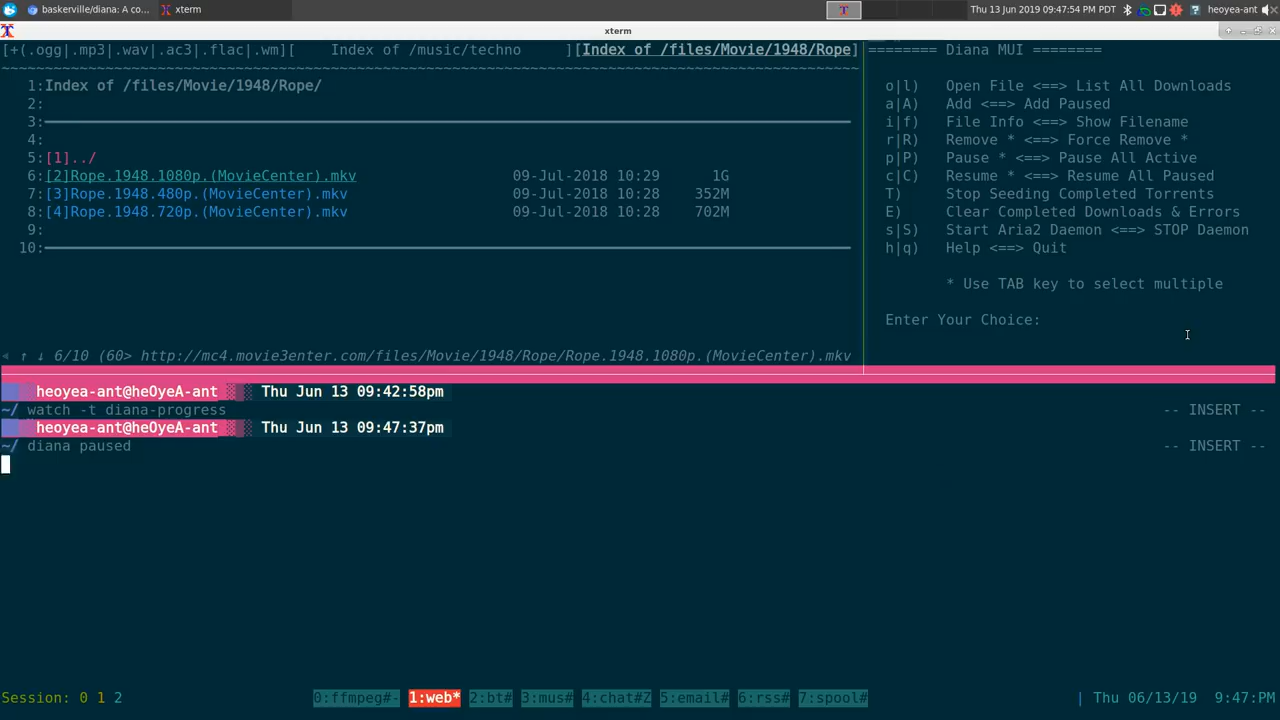 baskerville/diana: A co...
xterm
T
Thu 13 Jun 2019 09:47:54 PDT
heoyea-ant
xterm
[+(.ogg|.mp3|.wav|.ac3|.flac|.wm][ Index of /music/techno ][Index of /files/Movie/1948/Rope]
1:Index of /files/Movie/1948/Rope/
2:
3:
4:
5:[1]../
6:[2]Rope.1948.1080p.(MovieCenter).mkv 09-Jul-2018 10:29 1G
7:[3]Rope.1948.480p.(MovieCenter).mkv 09-Jul-2018 10:28 352M
8:[4]Rope.1948.720p.(MovieCenter).mkv 09-Jul-2018 10:28 702M
9:
10:
↑ ↓ 6/10 (60> http://mc4.movie3enter.com/files/Movie/1948/Rope/Rope.1948.1080p.(MovieCenter).mkv
======== Diana MUI ========
o|l) Open File <==> List All Downloads
a|A) Add <==> Add Paused
i|f) File Info <==> Show Filename
r|R) Remove * <==> Force Remove *
p|P) Pause * <==> Pause All Active
c|C) Resume * <==> Resume All Paused
T) Stop Seeding Completed Torrents
E) Clear Completed Downloads & Errors
s|S) Start Aria2 Daemon <==> STOP Daemon
h|q) Help <==> Quit
* Use TAB key to select multiple
Enter Your Choice:
heoyea-ant@heOyeA-ant Thu Jun 13 09:42:58pm
~/ watch -t diana-progress -- INSERT --
heoyea-ant@heOyeA-ant Thu Jun 13 09:47:37pm
~/ diana paused -- INSERT --
Session: 0 1 2 0:ffmpeg#- 1:web* 2:bt# 3:mus# 4:chat#Z 5:email# 6:rss# 7:spool# | Thu 06/13/19 9:47:PM